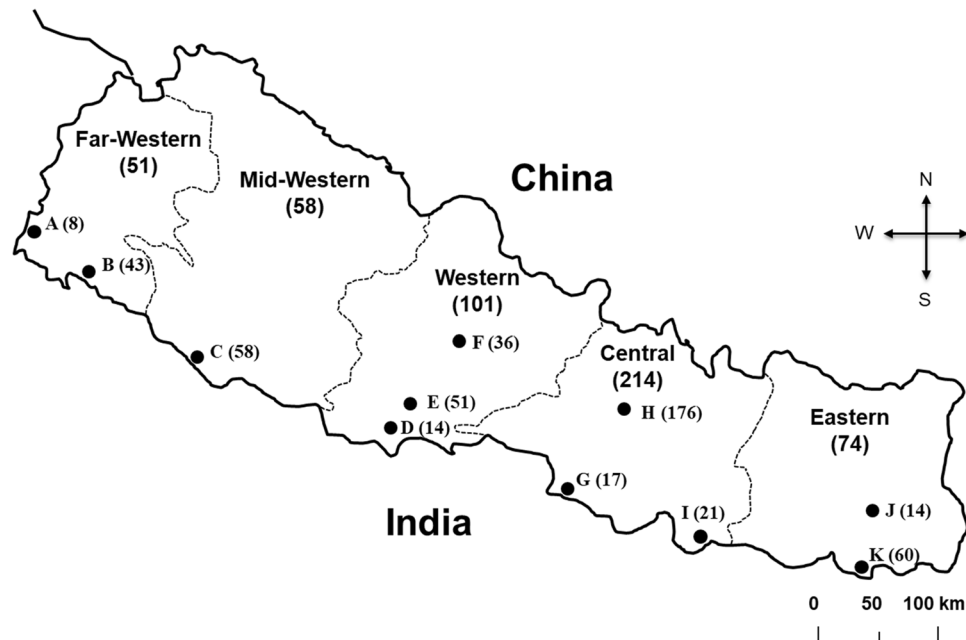 Far-Western
(51)
Mid-Western
(58)
China
N
W
S
A (8)
B (43)
Western
(101)
C (58)
F (36)
Central
(214)
E (51)
D (14)
H (176)
Eastern
(74)
G (17)
India
I (21)
J (14)
K (60)
0 50 100 km